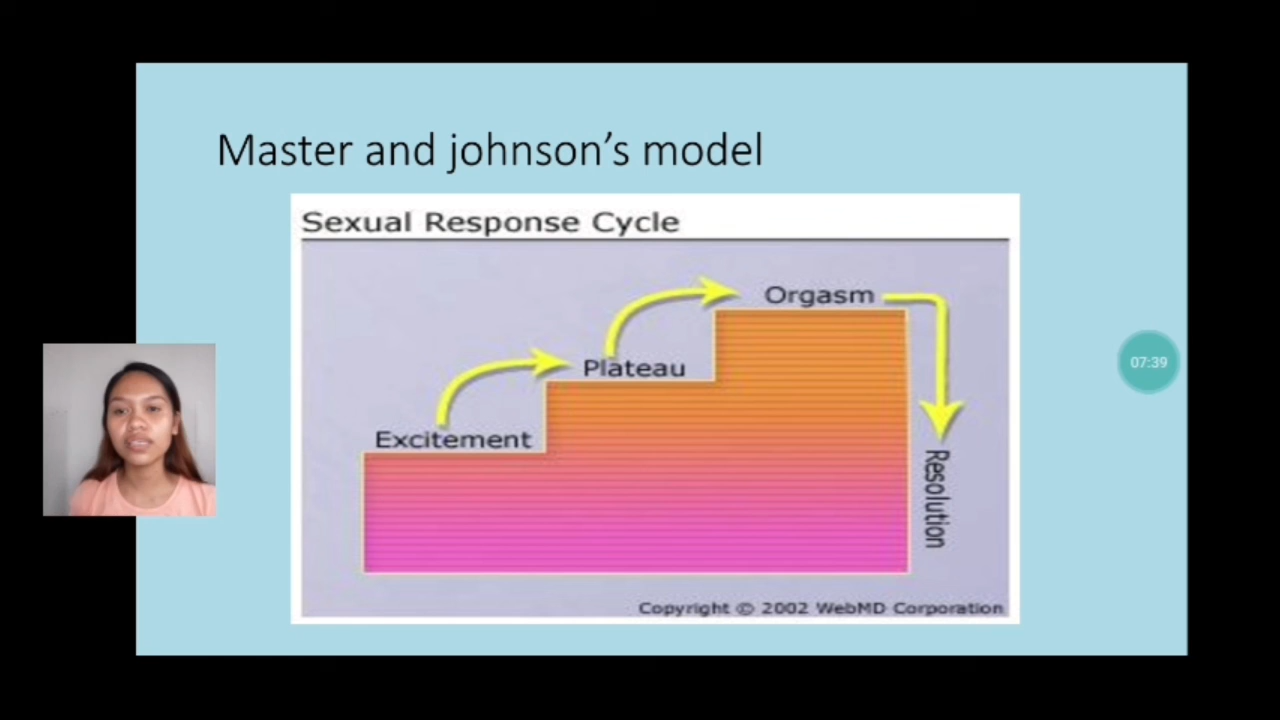 Master and johnson’s model
Sexual Response Cycle
Orgasm
Plateau
07:39
Excitement
Resolution
Copyright © 2002 WebMD Corporation